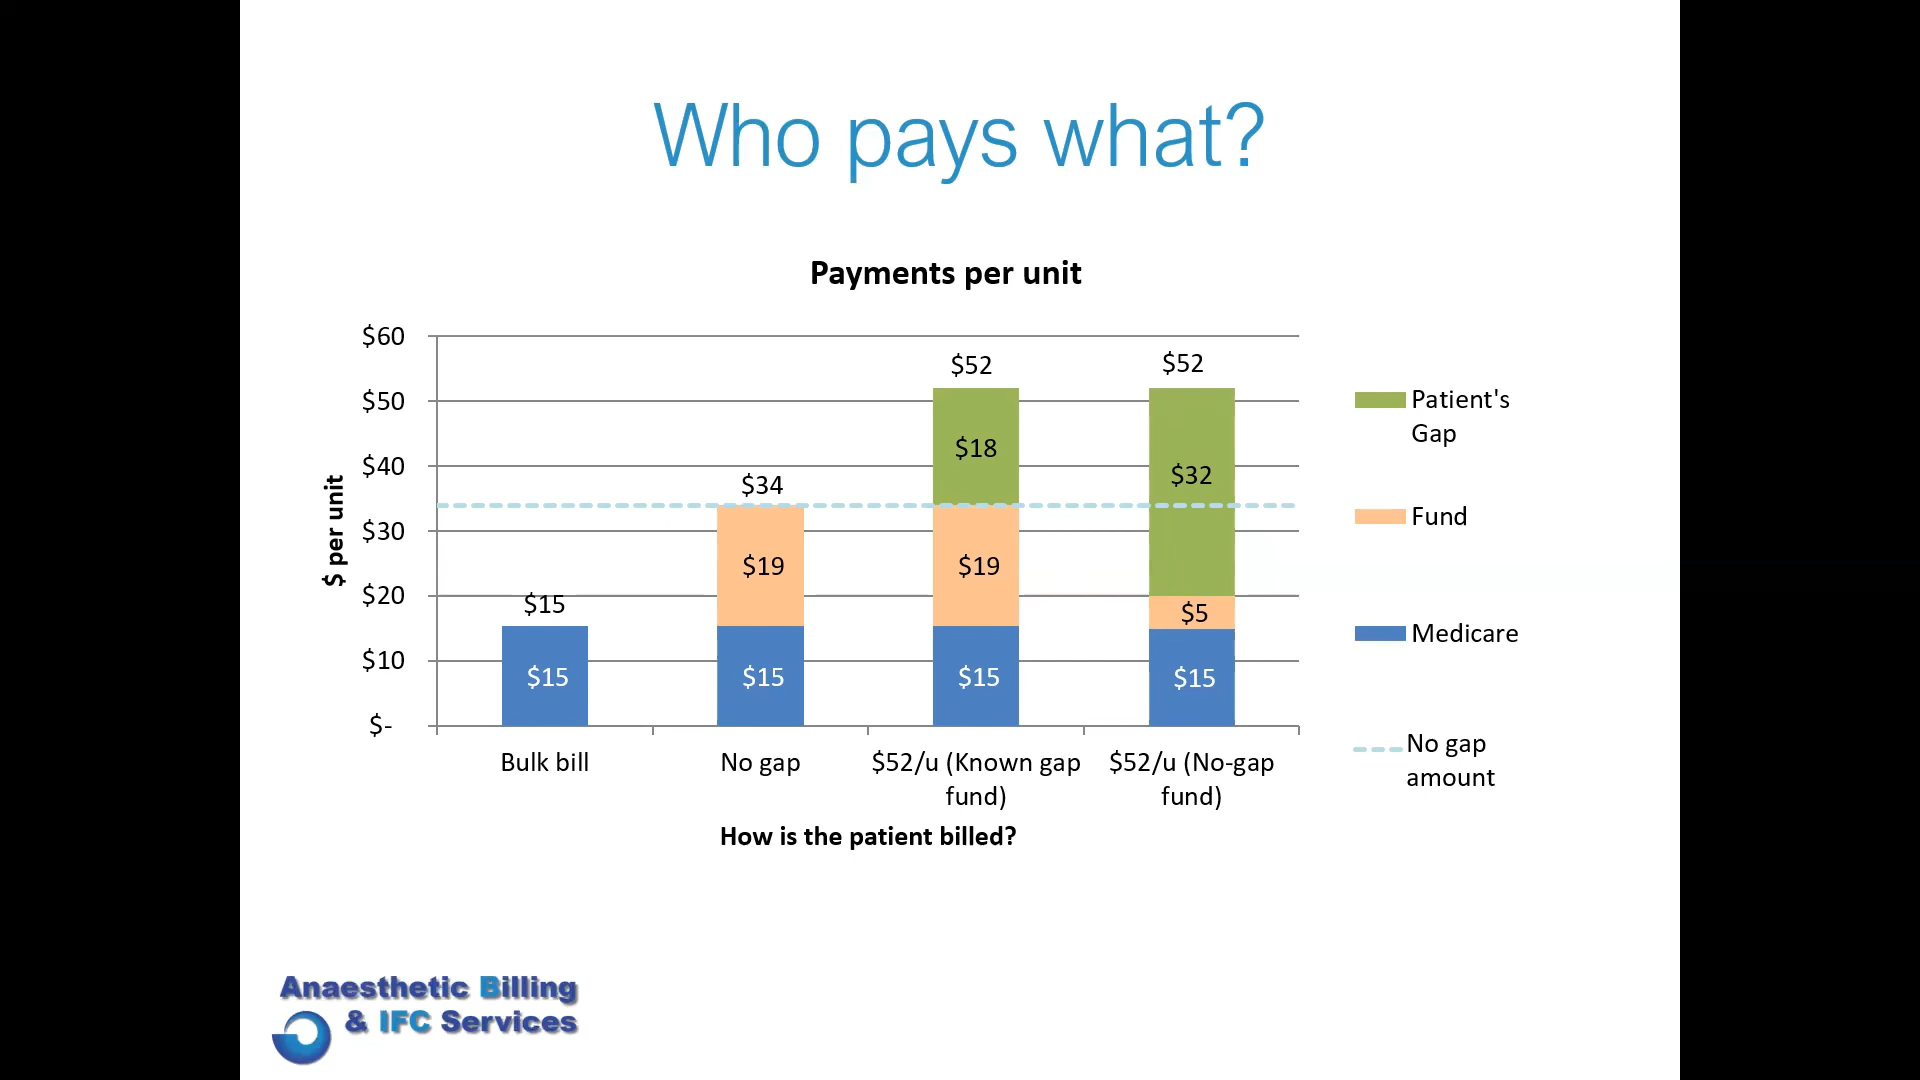 Who pays what?
Payments per unit
$60
$50
$40
$30
$20
$10
$-
$ per unit
$15
$15
$34
$19
$15
$52
$18
$19
$15
$52
$32
$5
$15
Bulk bill
No gap
$52/u (Known gap
fund)
$52/u (No-gap
fund)
How is the patient billed?
Patient's
Gap
Fund
Medicare
No gap
amount
Anaesthetic Billing
& IFC Services